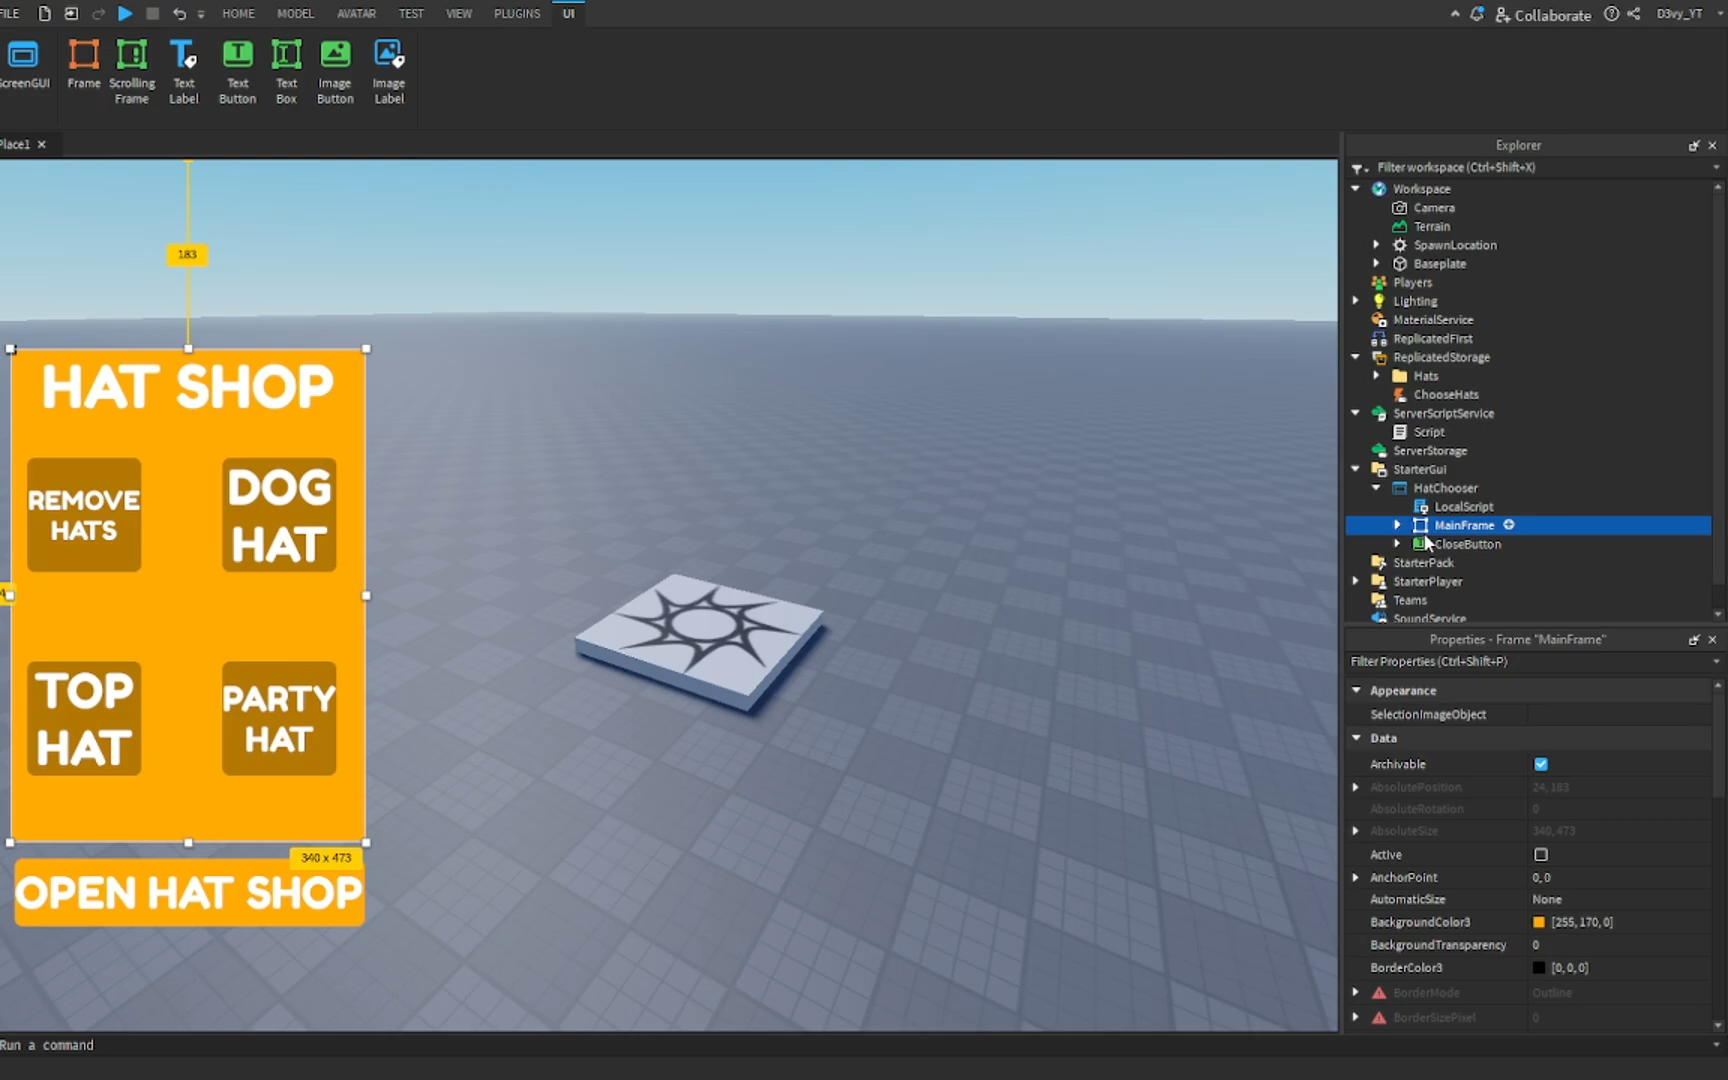 FILE HOME MODEL AVATAR TEST VIEW PLUGINS UI Collaborate D3vy_YT
ScreenGUI Frame Scrolling Frame Text Label Text Button Text Box Image Button Image Label
Place1
Explorer
Filter workspace (Ctrl+Shift+X)
Workspace
Camera
Terrain
SpawnLocation
Baseplate
Players
Lighting
MaterialService
ReplicatedFirst
ReplicatedStorage
Hats
ChooseHats
ServerScriptService
Script
ServerStorage
StarterGui
HatChooser
LocalScript
MainFrame
CloseButton
StarterPack
StarterPlayer
Teams
SoundService
183
HAT SHOP
REMOVE
HATS
DOG
HAT
TOP
HAT
PARTY
HAT
340 x 473
OPEN HAT SHOP
Properties - Frame "MainFrame"
Filter Properties (Ctrl+Shift+P)
Appearance
SelectionImageObject
Data
Archivable
AbsolutePosition 24, 183
AbsoluteRotation 0
AbsoluteSize 340, 473
Active
AnchorPoint 0, 0
AutomaticSize None
BackgroundColor3 [255, 170, 0]
BackgroundTransparency 0
BorderColor3 [0, 0, 0]
BorderMode Outline
BorderSizePixel 0
Run a command